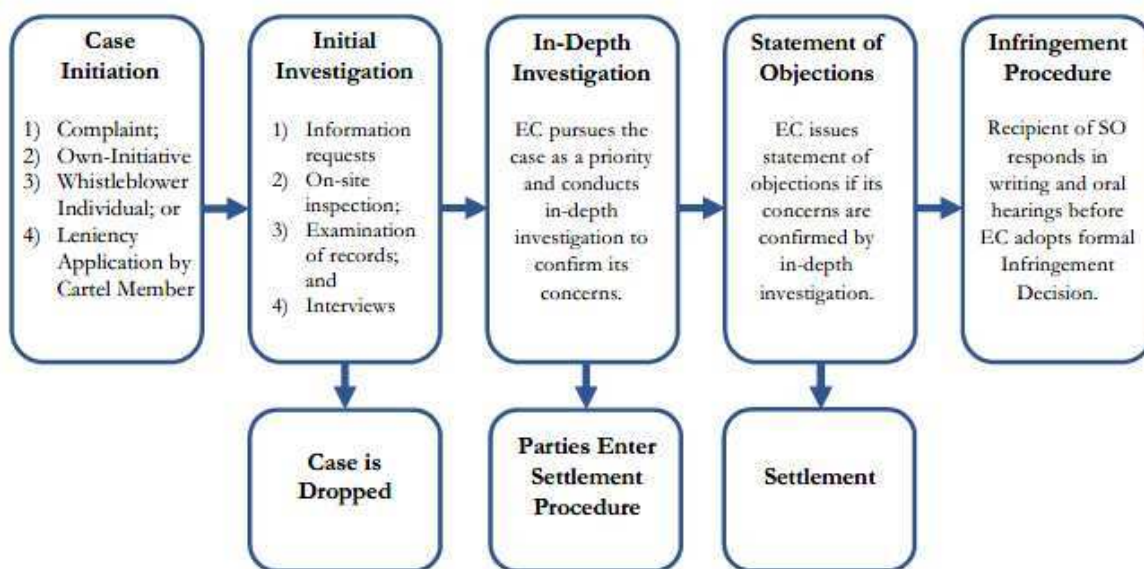 Case
Initiation
1) Complaint;
2) Own-Initiative
3) Whistleblower
Individual; or
4) Leniency
Application by
Cartel Member
Initial
Investigation
1) Information
requests
2) On-site
inspection;
3) Examination
of records;
and
4) Interviews
In-Depth
Investigation
EC pursues the
case as a priority
and conducts
in-depth
investigation to
confirm its
concerns.
Statement of
Objections
EC issues
statement of
objections if its
concerns are
confirmed by
in-depth
investigation.
Infringement
Procedure
Recipient of SO
responds in
writing and oral
hearings before
EC adopts formal
Infringement
Decision.
Case is
Dropped
Parties Enter
Settlement
Procedure
Settlement